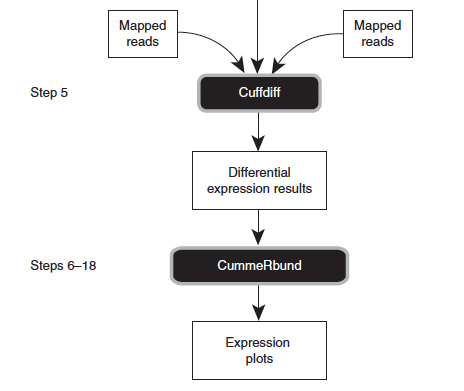 Mapped
reads
Mapped
reads
Step 5
Cuffdiff
Differential
expression results
Steps 6–18
CummeRbund
Expression
plots